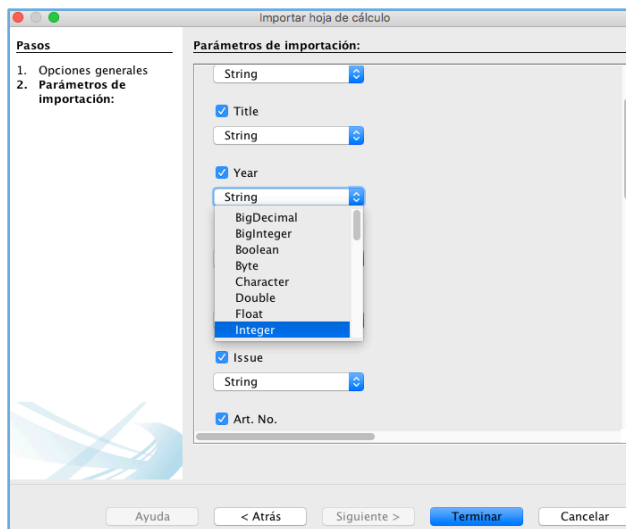 Importar hoja de cálculo
Pasos
1. Opciones generales
2. Parámetros de
importación:
Parámetros de importación:
String
Title
String
Year
String
BigDecimal
BigInteger
Boolean
Byte
Character
Double
Float
Integer
Issue
String
Art. No.
Ayuda
< Atrás
Siguiente >
Terminar
Cancelar